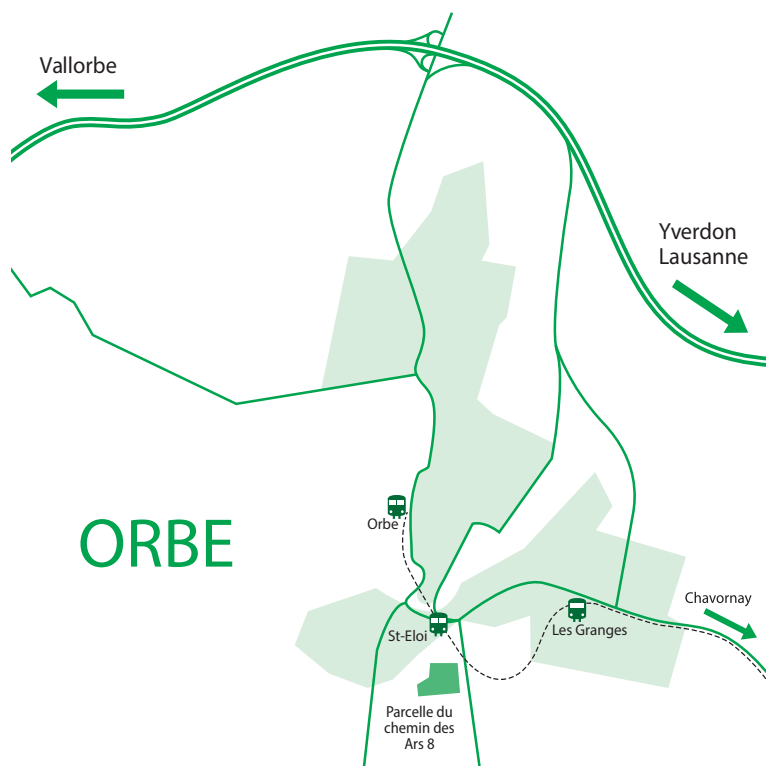 Vallorbe
Yverdon
Lausanne
Orbe
ORBE
Chavornay
St-Eloi
Les Granges
Parcelle du
chemin des
Ars 8